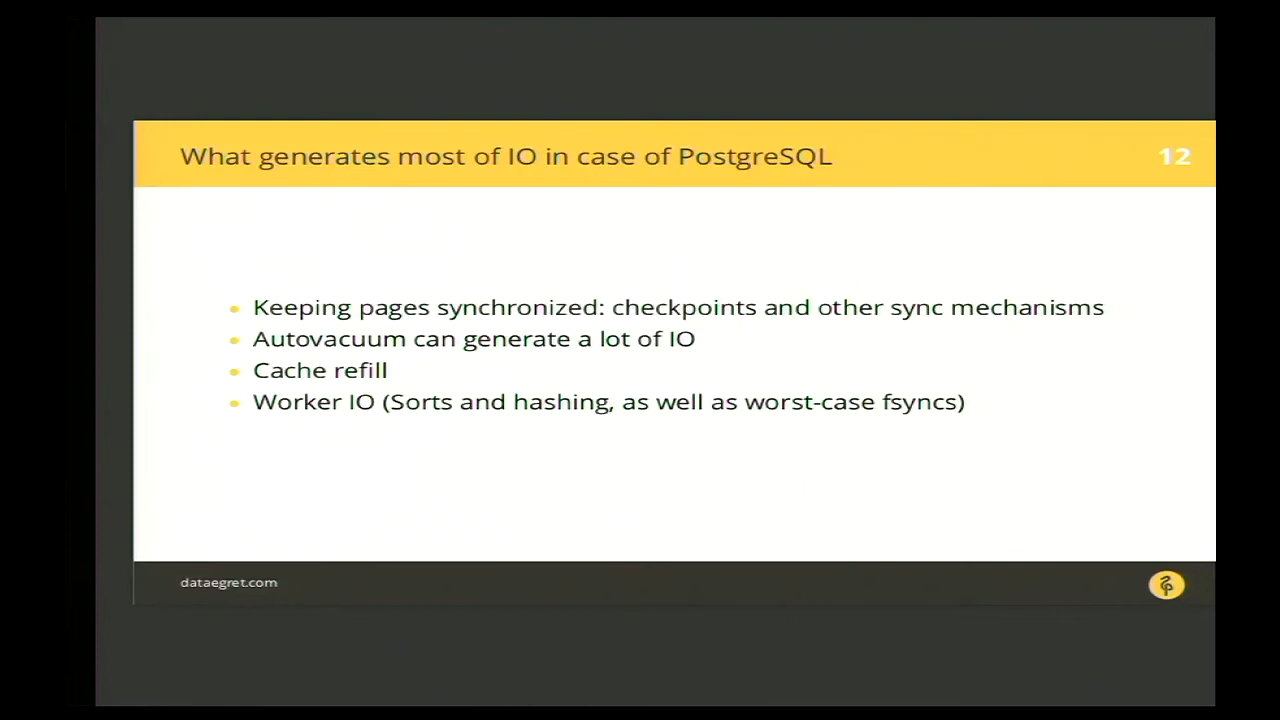 What generates most of IO in case of PostgreSQL
12
Keeping pages synchronized: checkpoints and other sync mechanisms
Autovacuum can generate a lot of IO
Cache refill
Worker IO (Sorts and hashing, as well as worst-case fsyncs)
dataegret.com